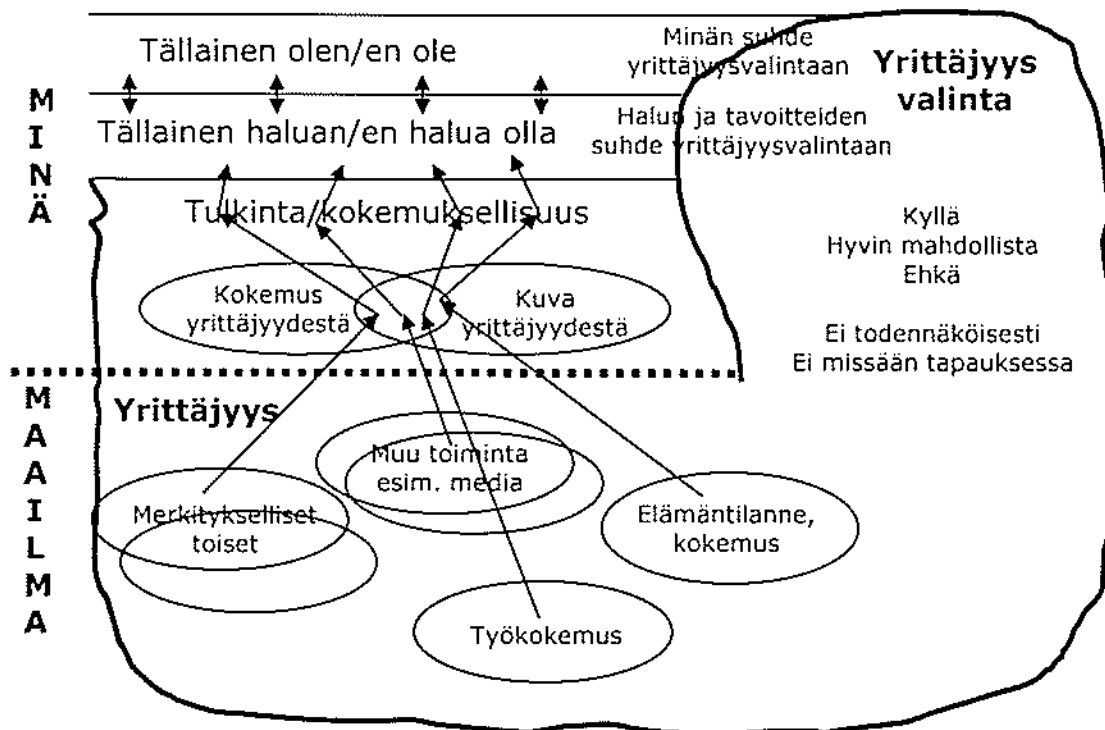 Tällainen olen/en ole
Minän suhde
yrittäjyysvalintaan
Yrittäjyys
valinta
MINÄ
Tällainen haluan/en halua olla
Halun ja tavoitteiden
suhde yrittäjyysvalintaan
Tulkinta/kokemuksellisuus
Kyllä
Hyvin mahdollista
Ehkä
Kokemus
yrittäjyydestä
Kuva
yrittäjyydestä
Ei todennäköisesti
Ei missään tapauksessa
MAAILMA
Yrittäjyys
Muu toiminta
esim. media
Merkitykselliset
toiset
Elämäntilanne,
kokemus
Työkokemus